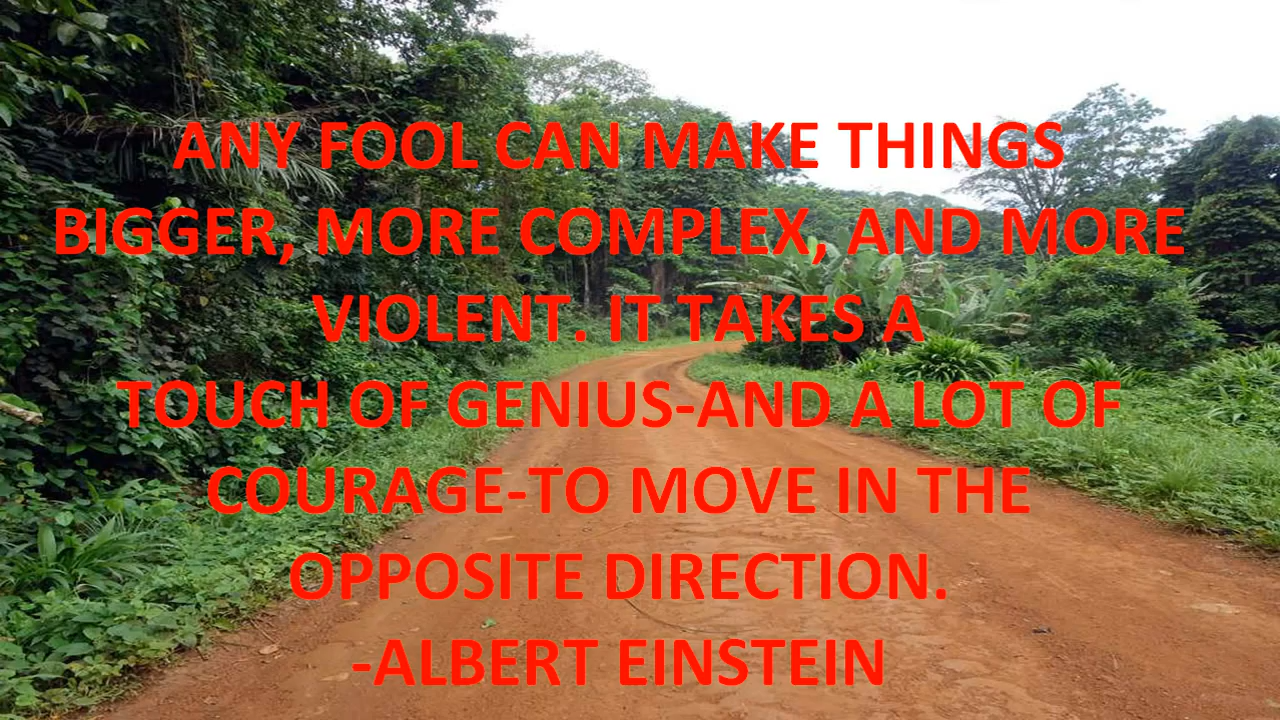 ANY FOOL CAN MAKE THINGS
BIGGER, MORE COMPLEX, AND MORE
VIOLENT. IT TAKES A
TOUCH OF GENIUS-AND A LOT OF
COURAGE-TO MOVE IN THE
OPPOSITE DIRECTION.
-ALBERT EINSTEIN